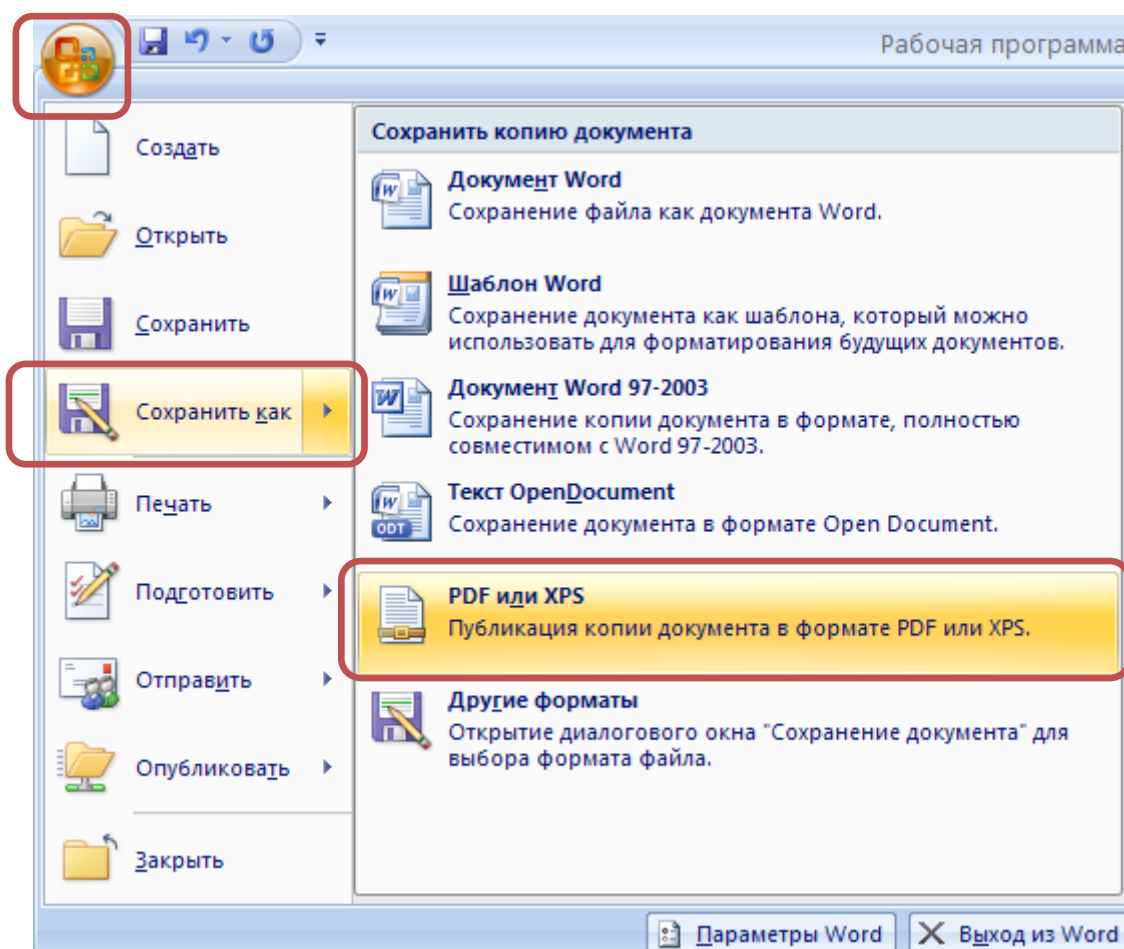 Рабочая программа
Создать
Открыть
Сохранить
Сохранить как
Печать
Подготовить
Отправить
Опубликовать
Закрыть
Сохранить копию документа
Документ Word
Сохранение файла как документа Word.
Шаблон Word
Сохранение документа как шаблона, который можно
использовать для форматирования будущих документов.
Документ Word 97-2003
Сохранение копии документа в формате, полностью
совместимом с Word 97-2003.
Текст OpenDocument
ODT
Сохранение документа в формате Open Document.
PDF или XPS
Публикация копии документа в формате PDF или XPS.
Другие форматы
Открытие диалогового окна "Сохранение документа" для
выбора формата файла.
Параметры Word
Выход из Word